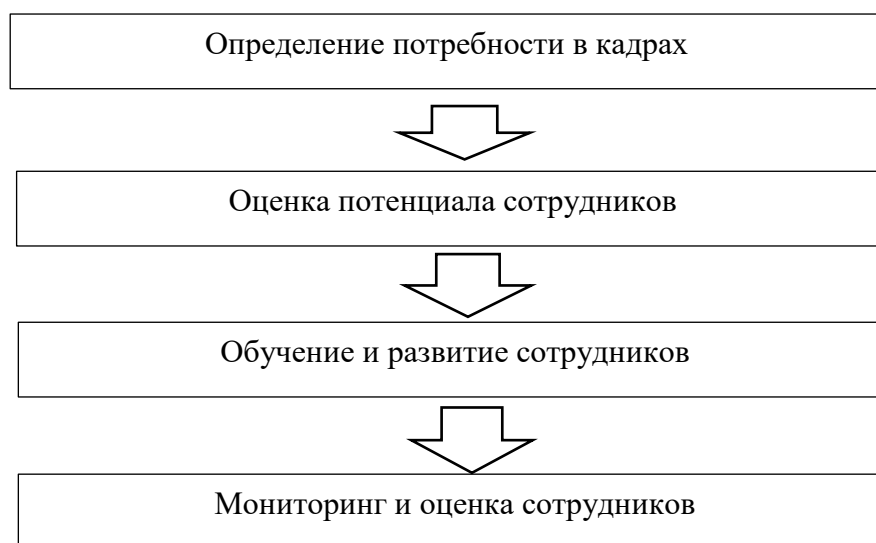 Определение потребности в кадрах
Оценка потенциала сотрудников
Обучение и развитие сотрудников
Мониторинг и оценка сотрудников